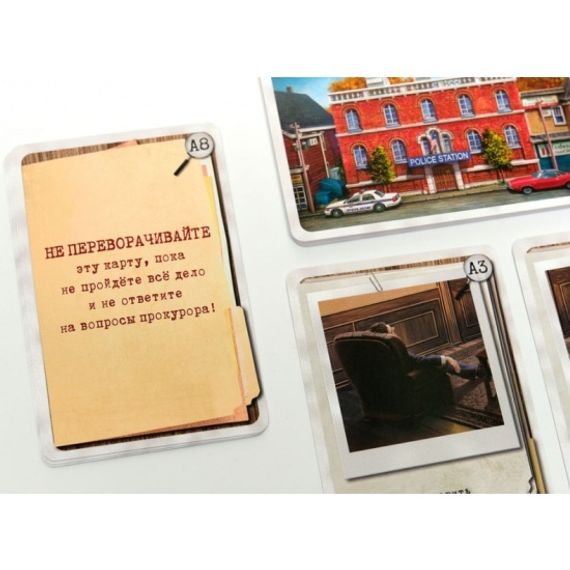 A8
НЕ ПЕРЕВОРАЧИВАЙТЕ
эту карту, пока
не пройдёте всё дело
и не ответите
на вопросы прокурора!
POLICE STATION
A3